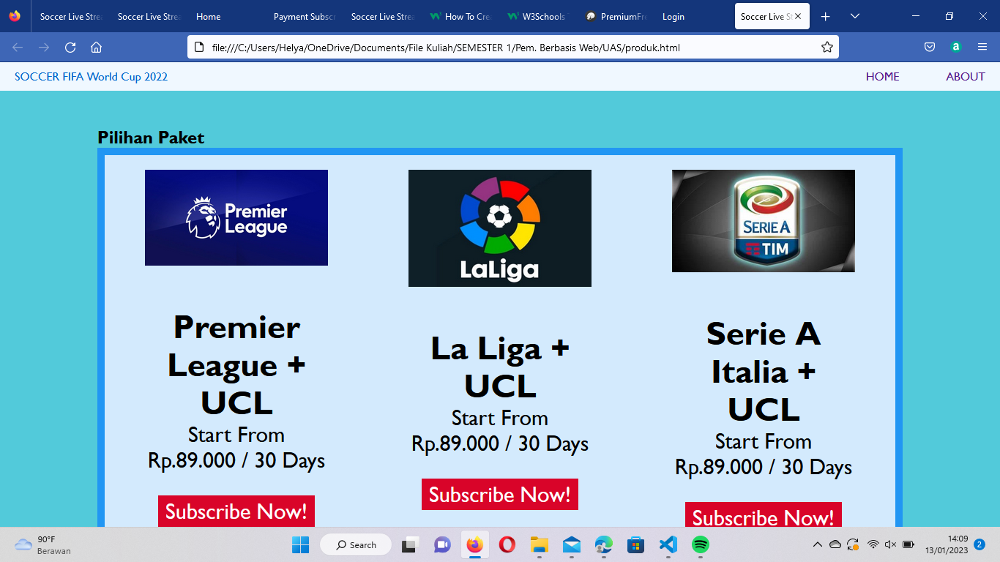 Soccer Live Strea
Soccer Live Strea
Home
Payment Subscr
Soccer Live Strea
How To Crea
W3Schools
PremiumFre
Login
Soccer Live St
file:///C:/Users/Helya/OneDrive/Documents/File Kuliah/SEMESTER 1/Pem. Berbasis Web/UAS/produk.html
a
SOCCER FIFA World Cup 2022
HOME
ABOUT
Pilihan Paket
Premier
League
Premier
League +
UCL
Start From
Rp.89.000 / 30 Days
Subscribe Now!
LaLiga
La Liga +
UCL
Start From
Rp.89.000 / 30 Days
Subscribe Now!
SERIE A
TIM
Serie A
Italia +
UCL
Start From
Rp.89.000 / 30 Days
Subscribe Now!
90°F
Berawan
Search
14:09
13/01/2023
2